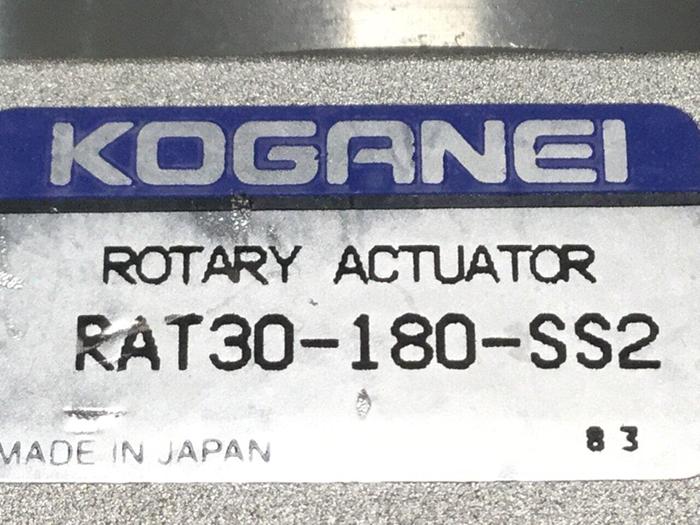 KOGANEI
ROTARY ACTUATOR
RAT30-180-SS2
MADE IN JAPAN 83